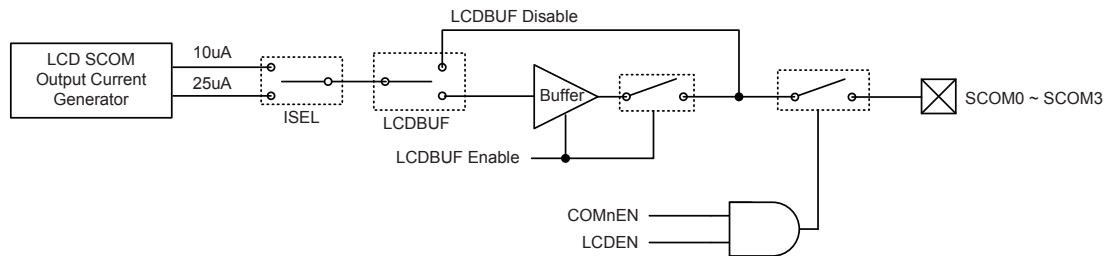 LCDBUF Disable
LCD SCOM
Output Current
Generator
10uA
25uA
ISEL
LCDBUF
Buffer
SCOM0 ~ SCOM3
LCDBUF Enable
COMnEN
LCDEN